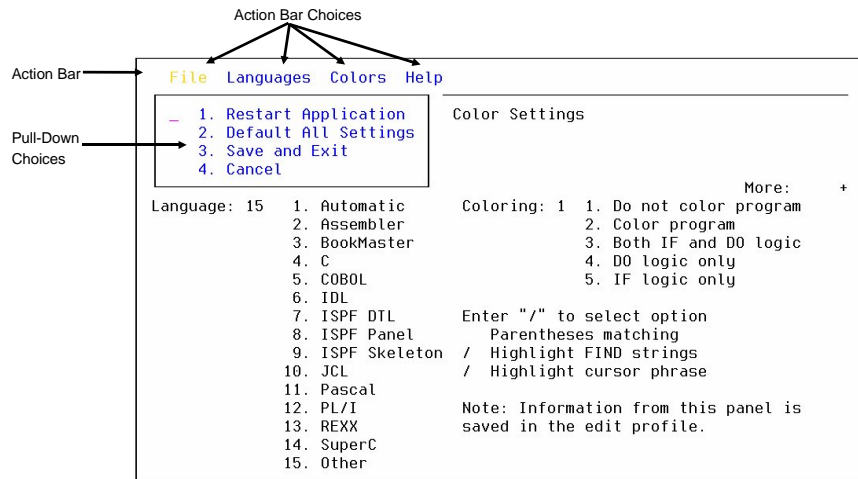 Action Bar Choices
Action Bar
File Languages Colors Help
1. Restart Application
2. Default All Settings
3. Save and Exit
4. Cancel
Pull-Down
Choices
Color Settings
More: +
Language: 15 1. Automatic
2. Assembler
3. BookMaster
4. C
5. COBOL
6. IDL
7. ISPF DTL
8. ISPF Panel
9. ISPF Skeleton
10. JCL
11. Pascal
12. PL/I
13. REXX
14. SuperC
15. Other
Coloring: 1 1. Do not color program
2. Color program
3. Both IF and DO logic
4. DO logic only
5. IF logic only
Enter "/" to select option
Parentheses matching
/ Highlight FIND strings
/ Highlight cursor phrase
Note: Information from this panel is
saved in the edit profile.